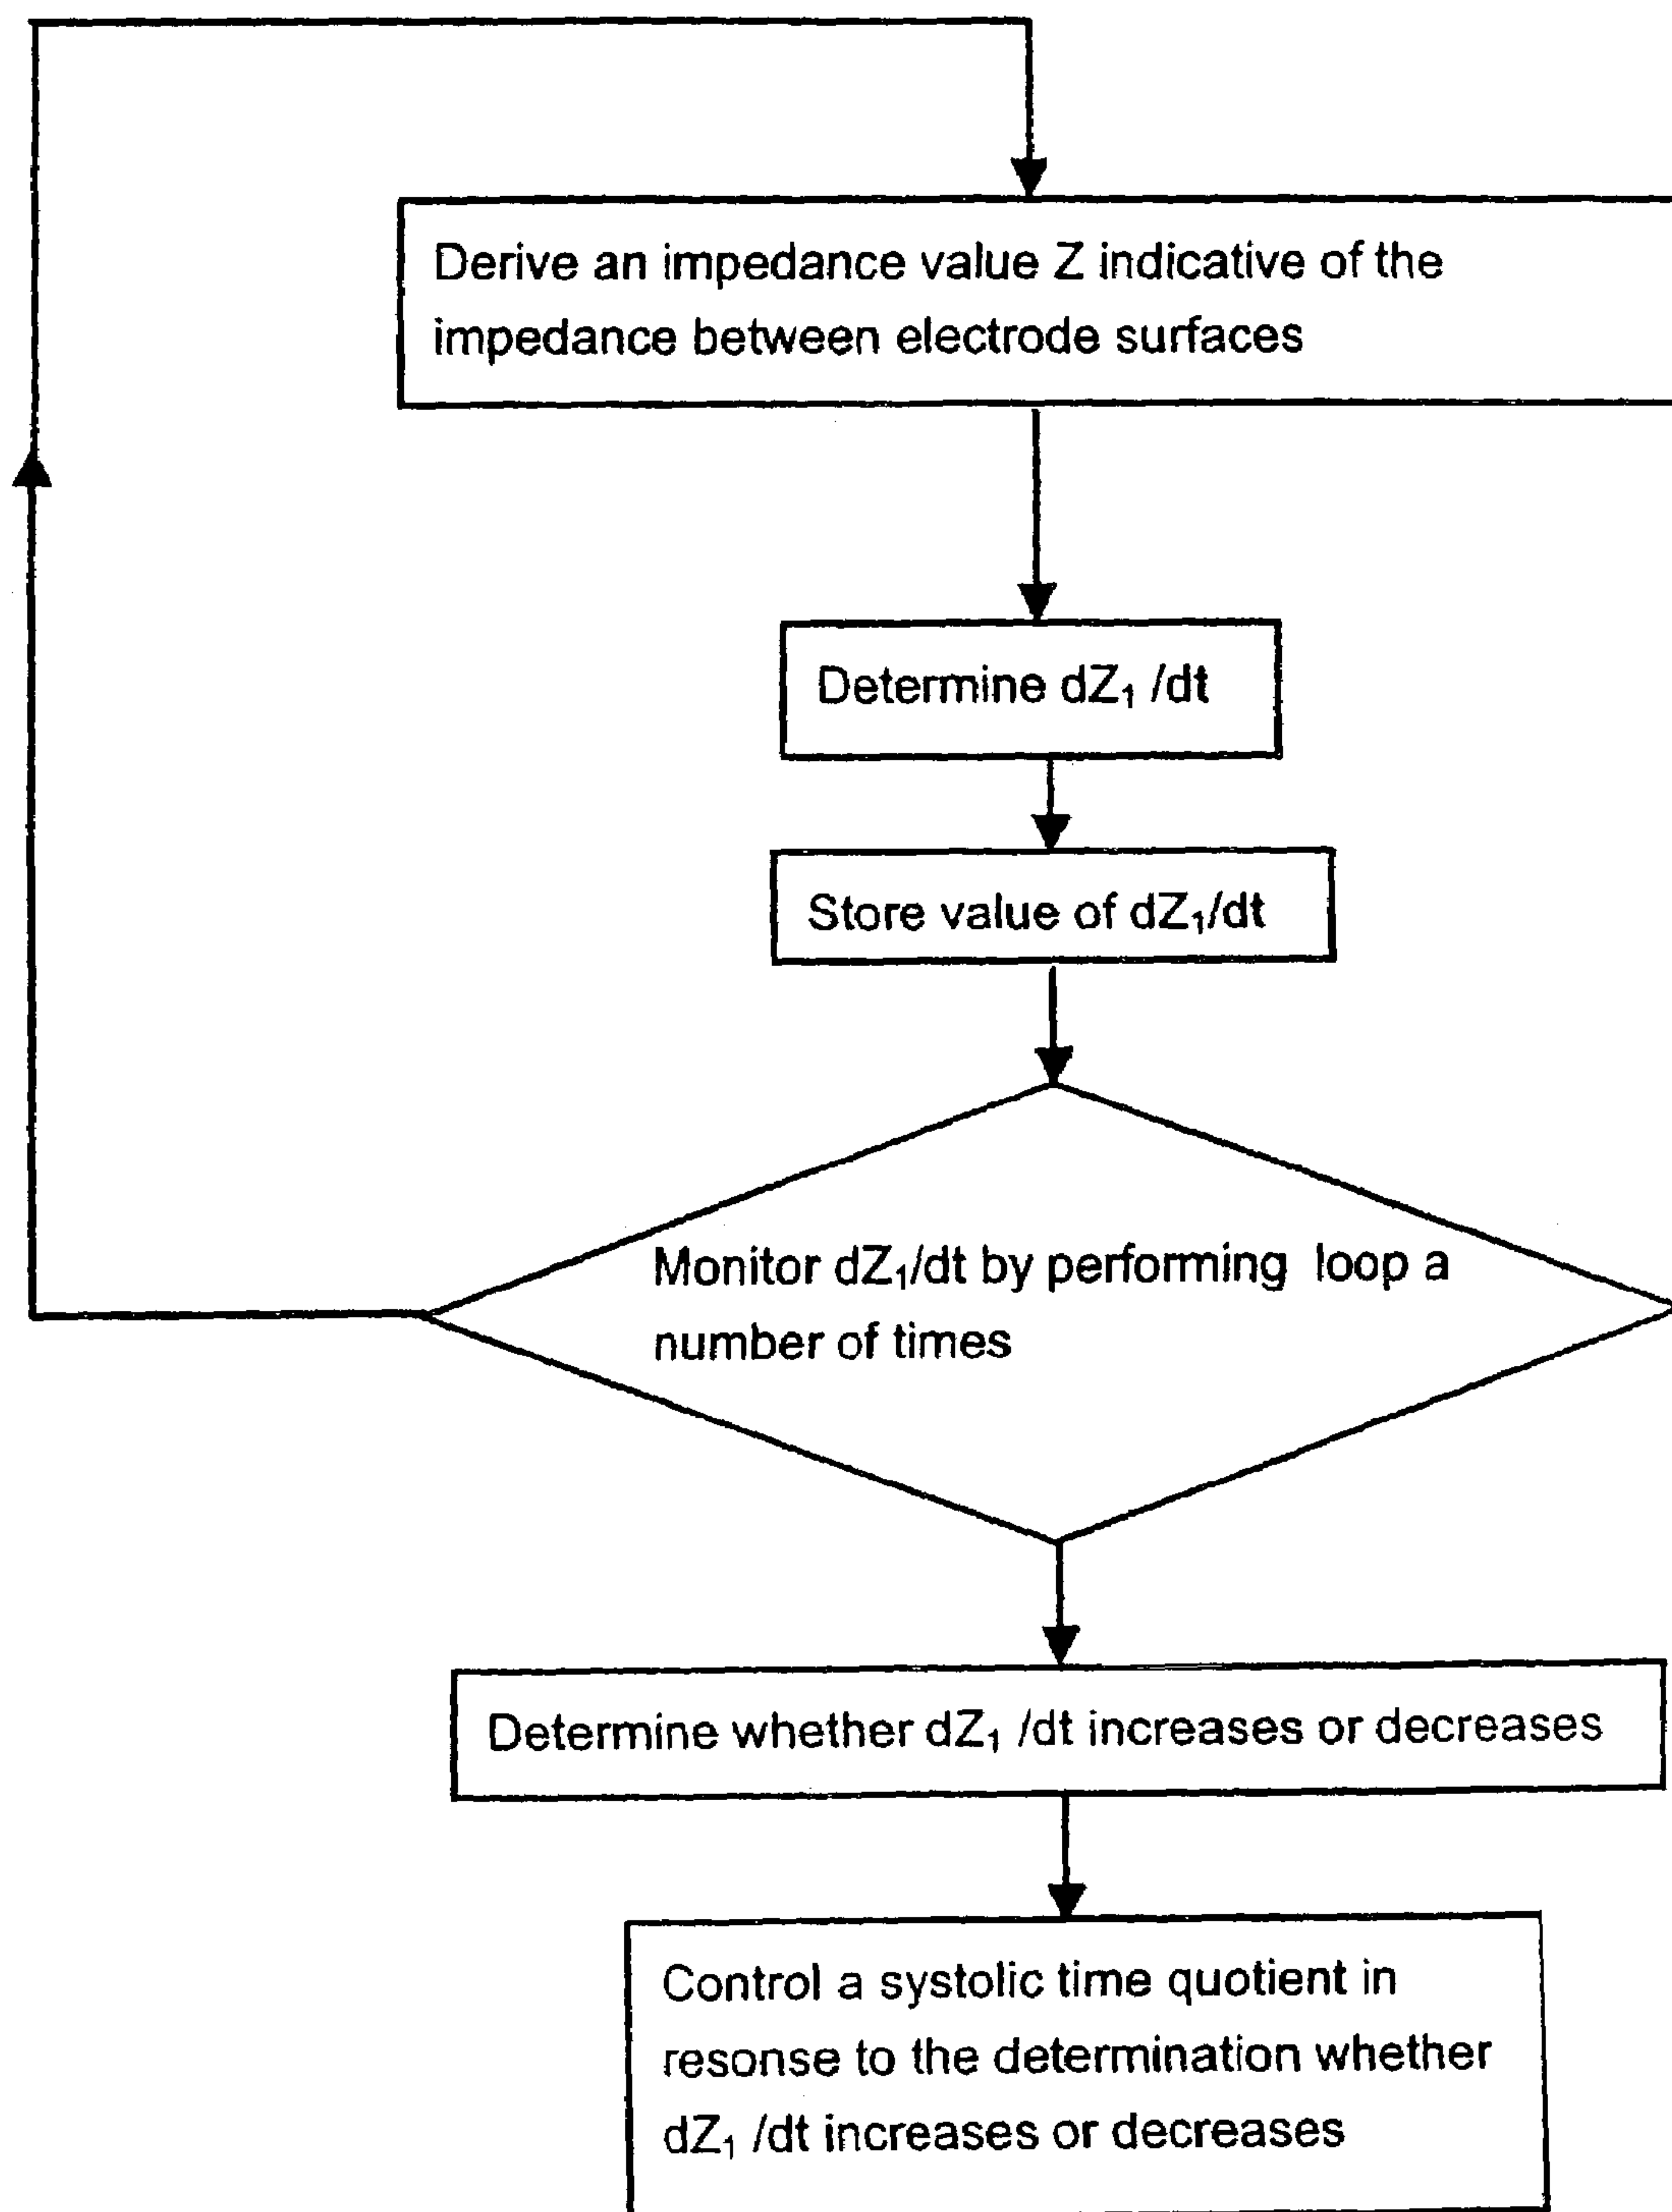 Derive an impedance value Z indicative of the
impedance between electrode surfaces
Determine dZ₁ /dt
Store value of dZ₁/dt
Monitor dZ₁/dt by performing loop a
number of times
Determine whether dZ₁ /dt increases or decreases
Control a systolic time quotient in
resonse to the determination whether
dZ₁ /dt increases or decreases